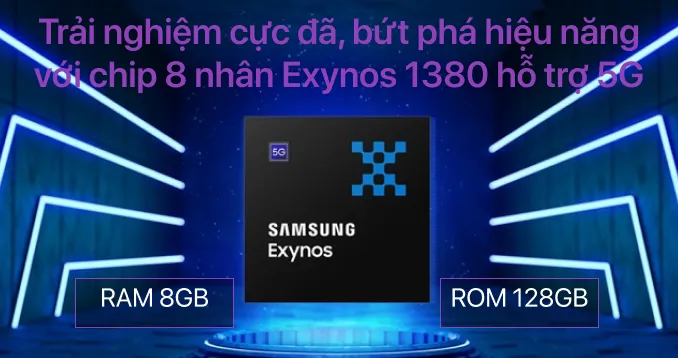 Trải nghiệm cực đã, bứt phá hiệu năng
với chip 8 nhân Exynos 1380 hỗ trợ 5G
5G
SAMSUNG
Exynos
RAM 8GB
ROM 128GB